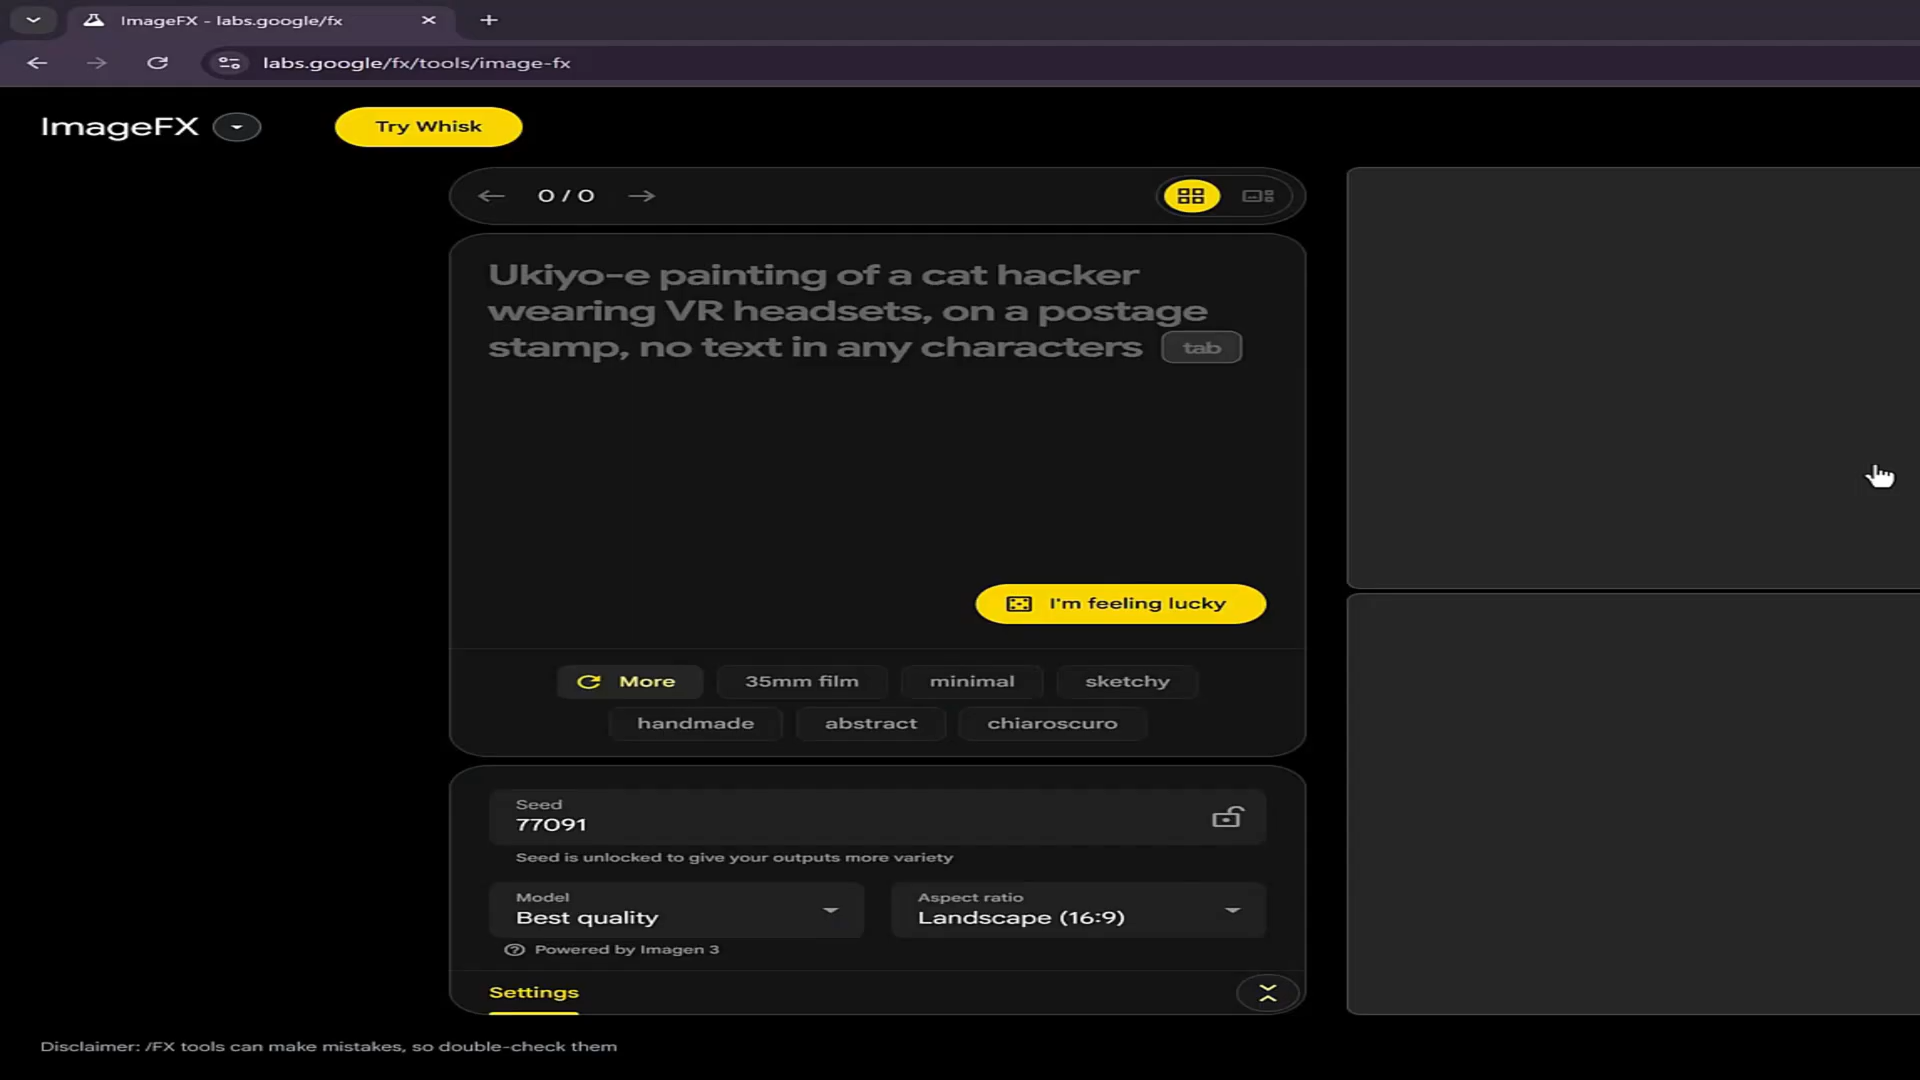 ImageFX - labs.google/fx
labs.google/fx/tools/image-fx
ImageFX
Try Whisk
0 / 0
Ukiyo-e painting of a cat hacker
wearing VR headsets, on a postage
stamp, no text in any characters tab
I'm feeling lucky
More 35mm film minimal sketchy
handmade abstract chiaroscuro
Seed
77091
Seed is unlocked to give your outputs more variety
Model Aspect ratio
Best quality Landscape (16:9)
Powered by Imagen 3
Settings
Disclaimer: /FX tools can make mistakes, so double-check them